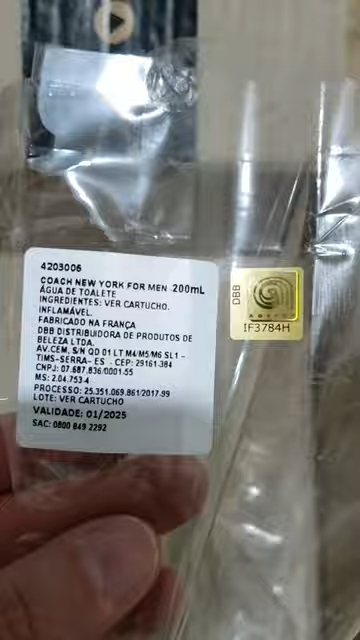 4203006
COACH NEW YORK FOR MEN 200mL
ÁGUA DE TOALETE
INGREDIENTES: VER CARTUCHO.
INFLAMÁVEL.
FABRICADO NA FRANÇA
DBB DISTRIBUIDORA DE PRODUTOS DE
BELEZA LTDA.
AV.CEM, S/N QD 01 LT M4/M5/M6 SL1 -
TIMS-SERRA- ES - CEP: 29161-384
CNPJ: 07.687.836/0001-55
MS: 2.04.753-4
PROCESSO: 25.351.069.861/2017-99
LOTE: VER CARTUCHO
VALIDADE: 01/2025
SAC: 0800 849 2292
DBB
IF3784H